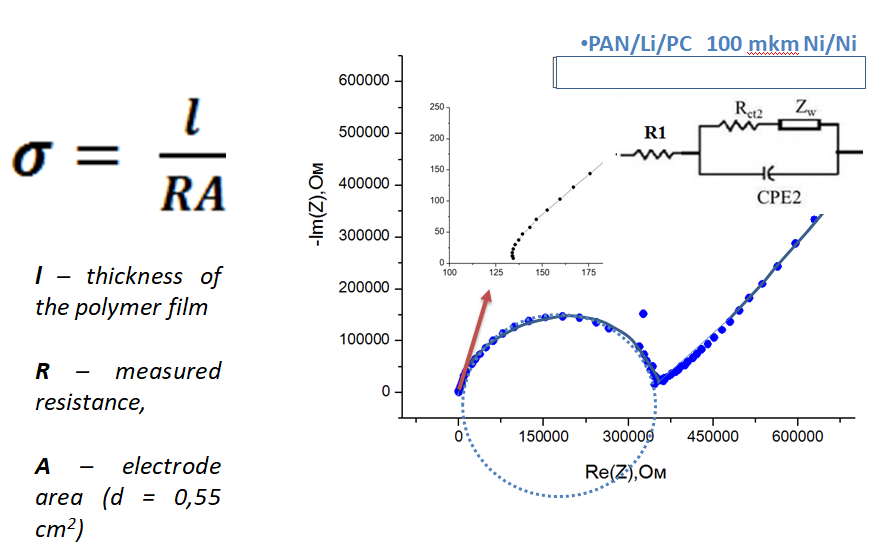 •PAN/Li/PC 100 mkm Ni/Ni
σ = l / RA
l – thickness of
the polymer film
R – measured
resistance,
A – electrode
area (d = 0,55
cm²)
-Im(Z),Ом
600000
500000
400000
300000
200000
100000
0
0 150000 300000 450000 600000
Re(Z),Ом
250
200
150
100
50
0
100 125 150 175
R1
Rct2 Zw
CPE2